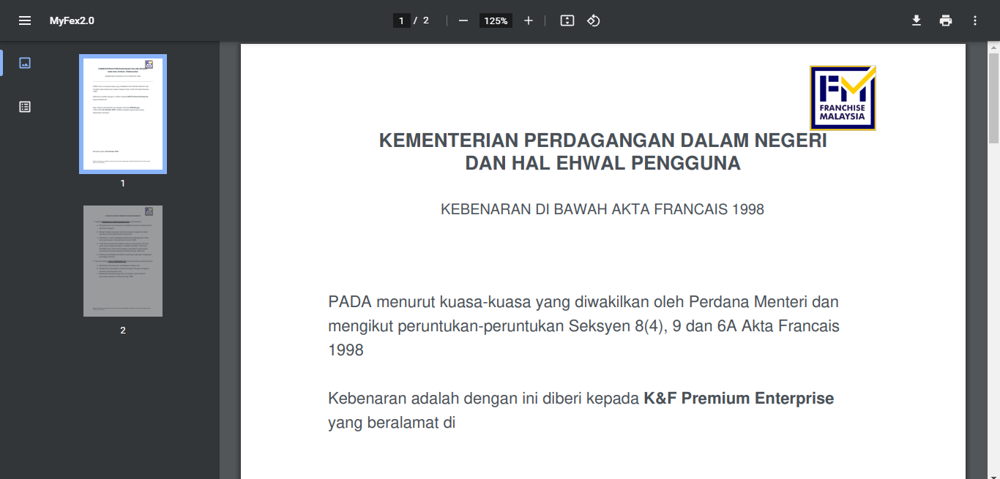 MyFex2.0
1 / 2
125%
FRANCHISE
MALAYSIA
KEMENTERIAN PERDAGANGAN DALAM NEGERI
DAN HAL EHWAL PENGGUNA
KEBENARAN DI BAWAH AKTA FRANCAIS 1998
PADA menurut kuasa-kuasa yang diwakilkan oleh Perdana Menteri dan
mengikut peruntukan-peruntukan Seksyen 8(4), 9 dan 6A Akta Francais
1998
Kebenaran adalah dengan ini diberi kepada K&F Premium Enterprise
yang beralamat di
1
2